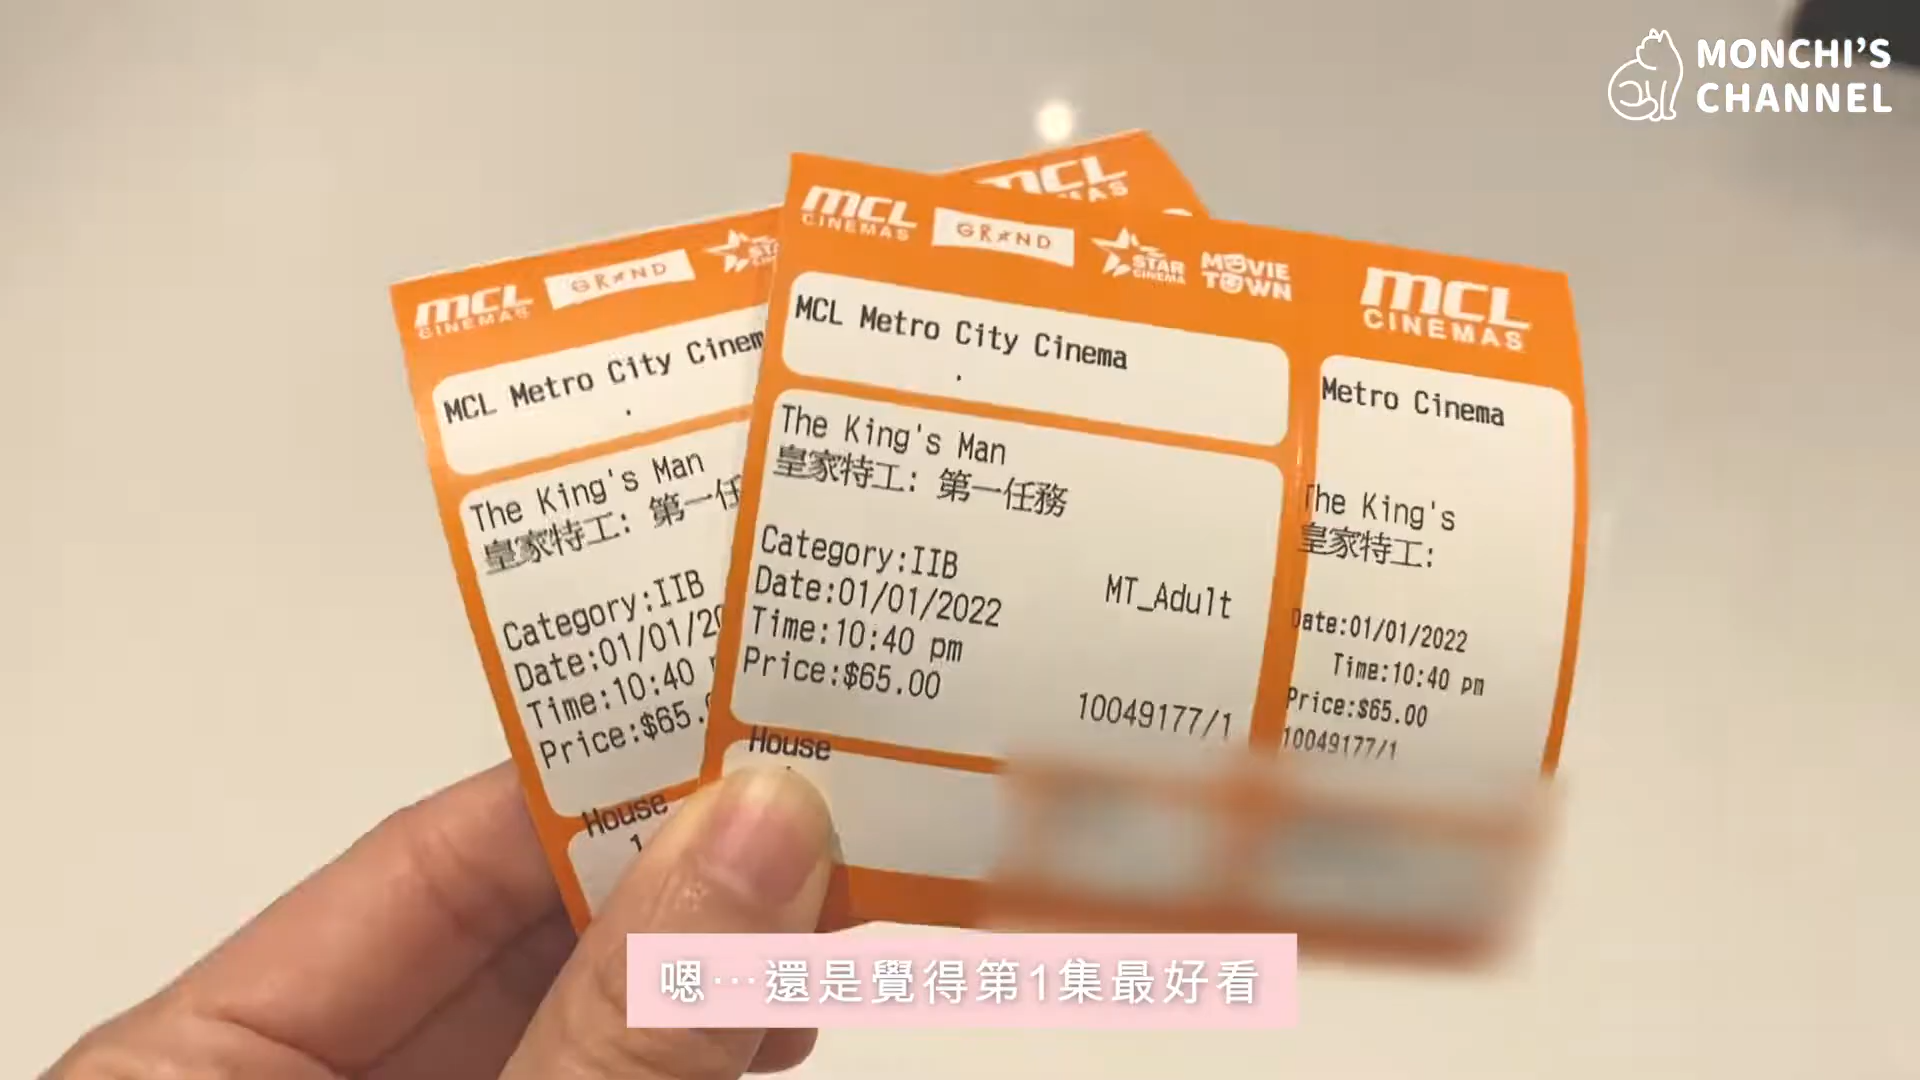 MONCHI'S
CHANNEL
MCL
CINEMAS
MCL
CINEMAS
GRAND
STAR
MCL Metro City Cinem
The King's Man
皇家特工: 第一任
Category:IIB
Date:01/01/20
Time:10:40
Price:$65.
House
1
MCL
CINEMAS
GRAND
STAR
CINEMA
MOVIE
TOWN
MCL Metro City Cinema
The King's Man
皇家特工: 第一任務
Category:IIB
Date:01/01/2022
MT_Adult
Time:10:40 pm
Price:$65.00
10049177/1
House
MCL
CINEMAS
Metro Cinema
The King's
皇家特工:
Date:01/01/2022
Time:10:40 pm
Price:$65.00
10049177/1
嗯…還是覺得第1集最好看